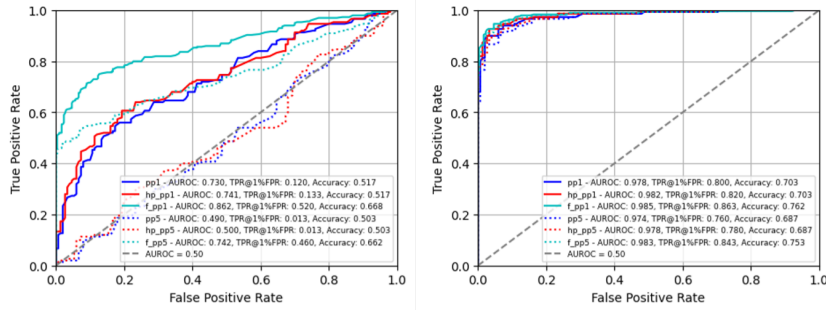 1.0
0.8
0.6
0.4
0.2
0.0
True Positive Rate
pp1 - AUROC: 0.730, TPR@1%FPR: 0.120, Accuracy: 0.517
hp_pp1 - AUROC: 0.741, TPR@1%FPR: 0.133, Accuracy: 0.517
f_pp1 - AUROC: 0.862, TPR@1%FPR: 0.520, Accuracy: 0.668
pp5 - AUROC: 0.490, TPR@1%FPR: 0.013, Accuracy: 0.503
hp_pp5 - AUROC: 0.500, TPR@1%FPR: 0.013, Accuracy: 0.503
f_pp5 - AUROC: 0.742, TPR@1%FPR: 0.460, Accuracy: 0.662
AUROC = 0.50
0.0 0.2 0.4 0.6 0.8 1.0
False Positive Rate
1.0
0.8
0.6
0.4
0.2
0.0
True Positive Rate
pp1 - AUROC: 0.978, TPR@1%FPR: 0.800, Accuracy: 0.703
hp_pp1 - AUROC: 0.982, TPR@1%FPR: 0.820, Accuracy: 0.703
f_pp1 - AUROC: 0.985, TPR@1%FPR: 0.863, Accuracy: 0.762
pp5 - AUROC: 0.974, TPR@1%FPR: 0.760, Accuracy: 0.687
hp_pp5 - AUROC: 0.978, TPR@1%FPR: 0.780, Accuracy: 0.687
f_pp5 - AUROC: 0.983, TPR@1%FPR: 0.843, Accuracy: 0.753
AUROC = 0.50
0.0 0.2 0.4 0.6 0.8 1.0
False Positive Rate